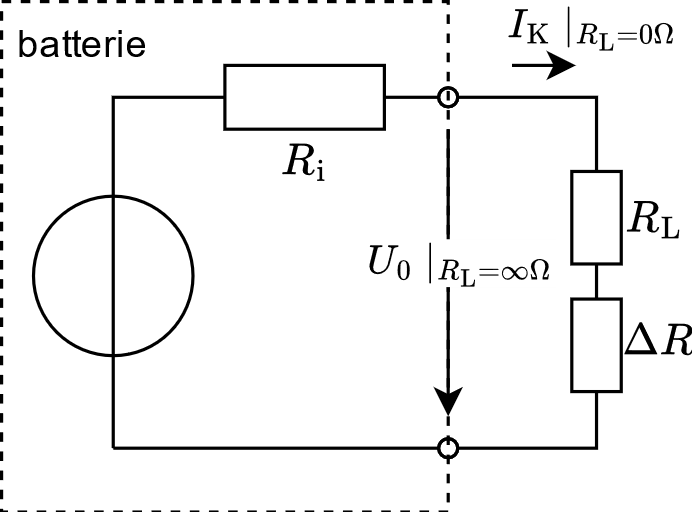 batterie
I_K |_{R_L=0Ω}
R_i
R_L
U_0 |_{R_L=∞Ω}
ΔR